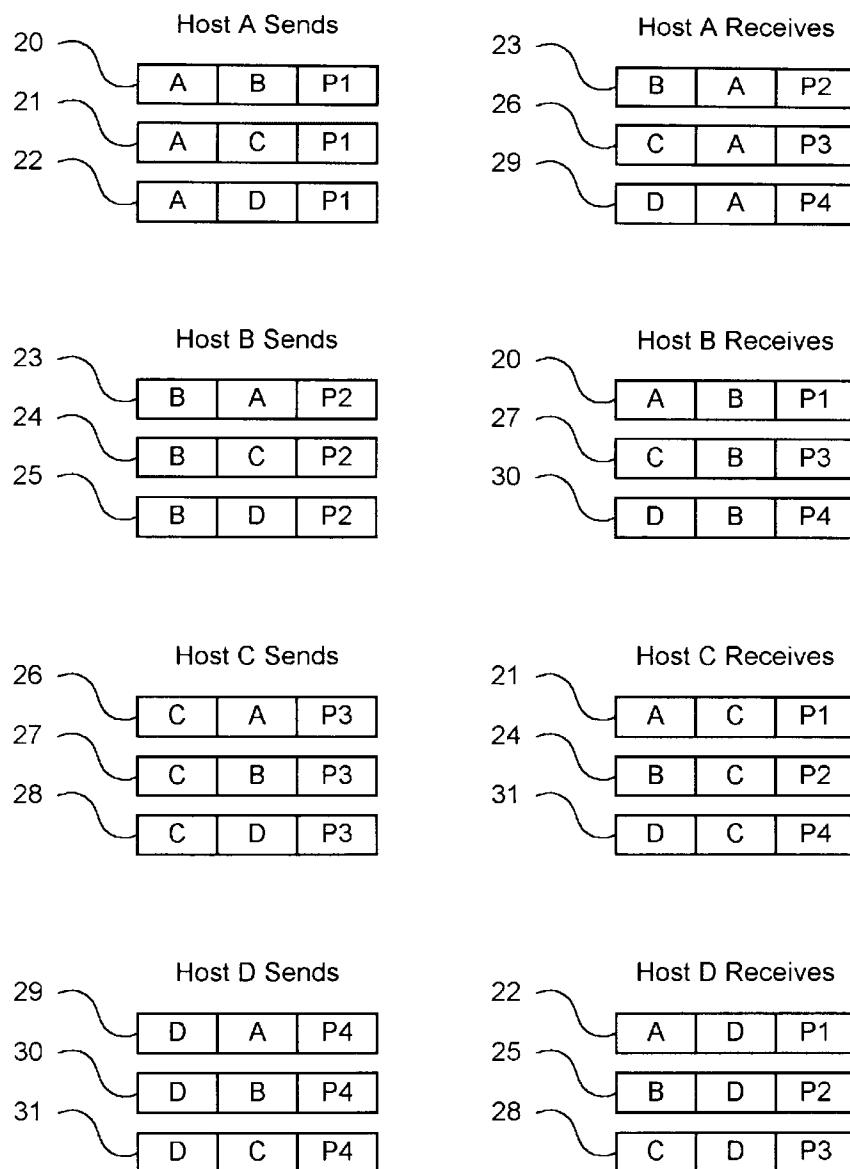 Host A Sends
20 A B P1
21 A C P1
22 A D P1
Host A Receives
23 B A P2
26 C A P3
29 D A P4
Host B Sends
23 B A P2
24 B C P2
25 B D P2
Host B Receives
20 A B P1
27 C B P3
30 D B P4
Host C Sends
26 C A P3
27 C B P3
28 C D P3
Host C Receives
21 A C P1
24 B C P2
31 D C P4
Host D Sends
29 D A P4
30 D B P4
31 D C P4
Host D Receives
22 A D P1
25 B D P2
28 C D P3